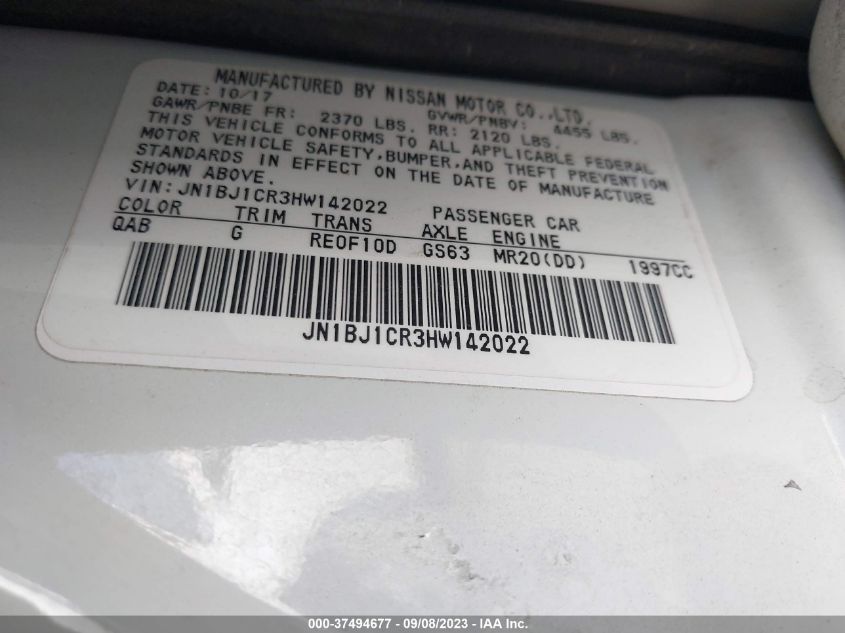 MANUFACTURED BY NISSAN MOTOR CO.,LTD.
DATE: 10/17 GVWR/PNBV: 4455 LBS.
GAWR/PNBE FR: 2370 LBS. RR: 2120 LBS.
THIS VEHICLE CONFORMS TO ALL APPLICABLE FEDERAL
MOTOR VEHICLE SAFETY,BUMPER,AND THEFT PREVENTION
STANDARDS IN EFFECT ON THE DATE OF MANUFACTURE
SHOWN ABOVE.
VIN: JN1BJ1CR3HW142022 PASSENGER CAR
COLOR TRIM TRANS AXLE ENGINE
QAB G RE0F10D GS63 MR20(DD) 1997CC
JN1BJ1CR3HW142022
000-37494677 - 09/08/2023 - IAA Inc.